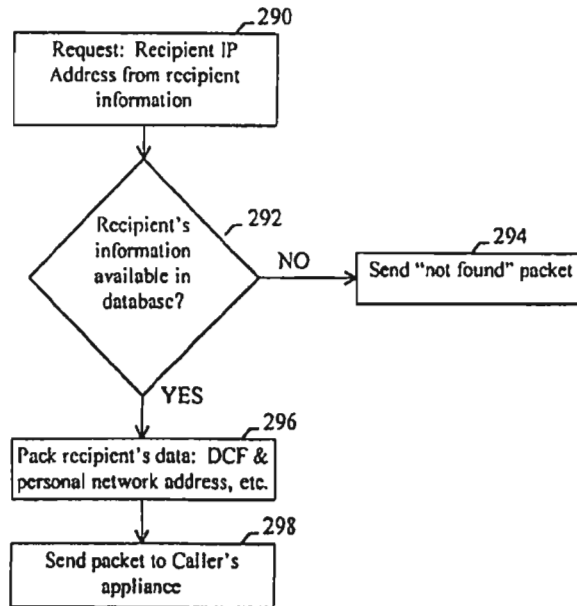 290
Request: Recipient IP
Address from recipient
information
292
Recipient's
information
available in
database?
NO
294
Send "not found" packet
YES
296
Pack recipient's data: DCF &
personal network address, etc.
298
Send packet to Caller's
appliance